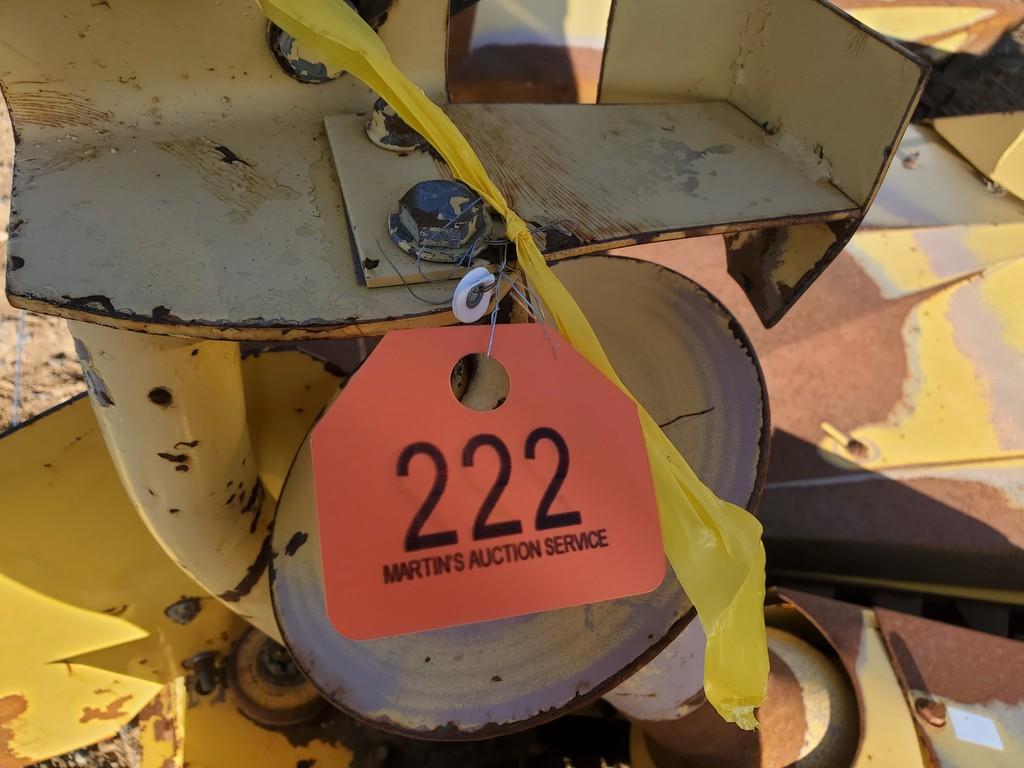 222
MARTIN'S AUCTION SERVICE